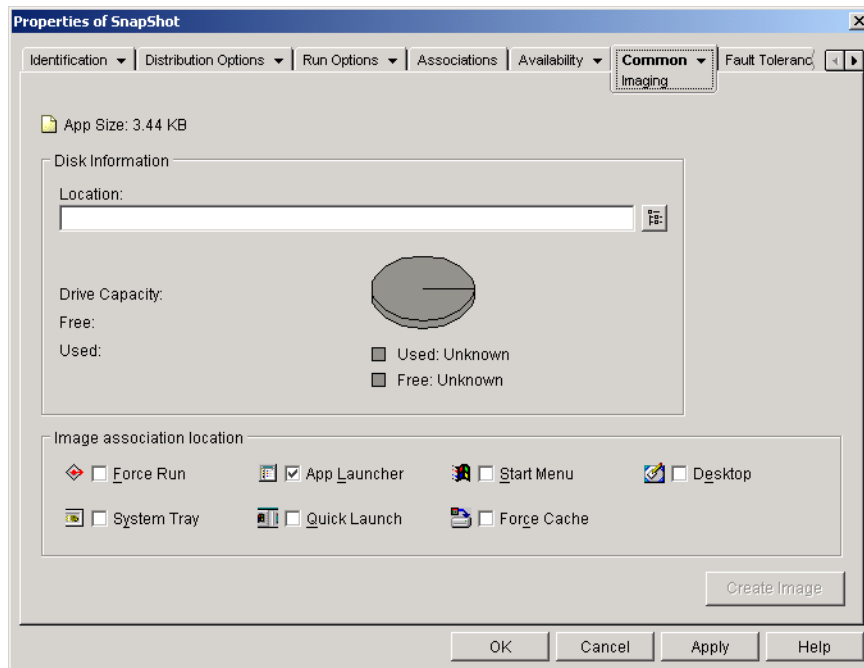 Properties of SnapShot
Identification Distribution Options Run Options Associations Availability Common Fault Toleranc
Imaging
App Size: 3.44 KB
Disk Information
Location:
Drive Capacity:
Free:
Used:
Used: Unknown
Free: Unknown
Image association location
Force Run App Launcher Start Menu Desktop
System Tray Quick Launch Force Cache
Create Image
OK Cancel Apply Help